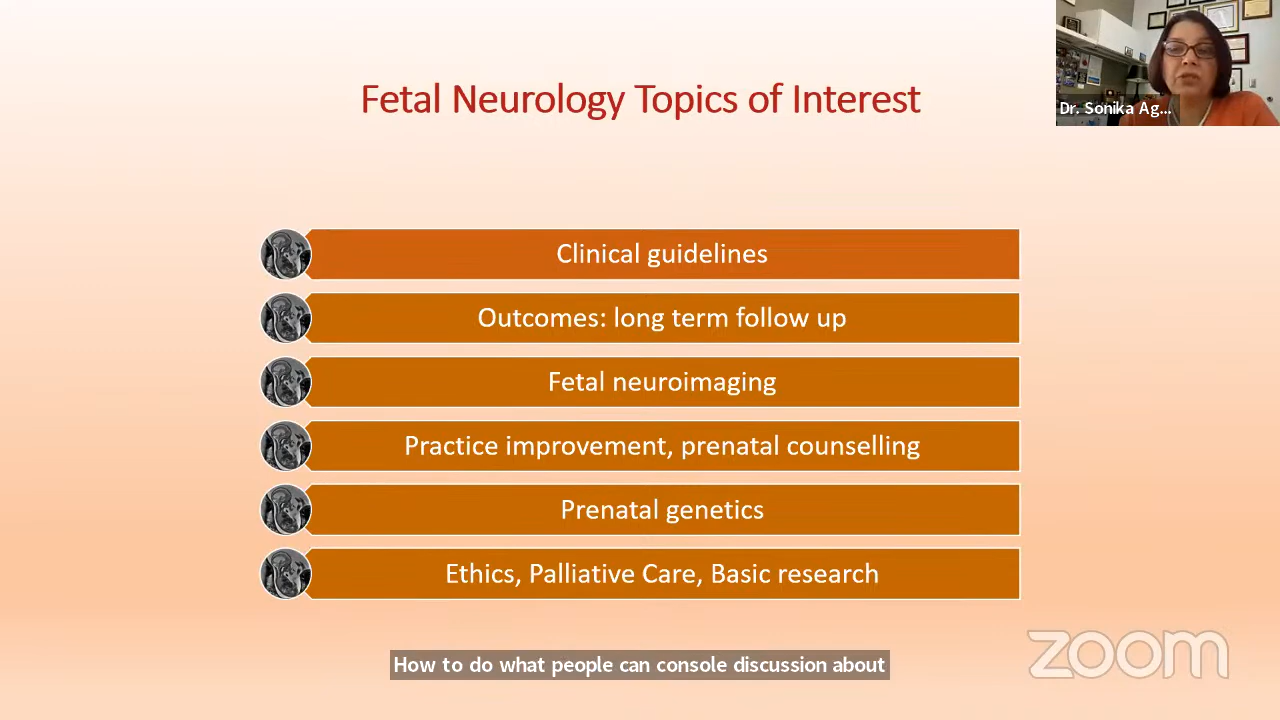 Fetal Neurology Topics of Interest
Dr. Sonika Ag...
Clinical guidelines
Outcomes: long term follow up
Fetal neuroimaging
Practice improvement, prenatal counselling
Prenatal genetics
Ethics, Palliative Care, Basic research
How to do what people can console discussion about
zoom